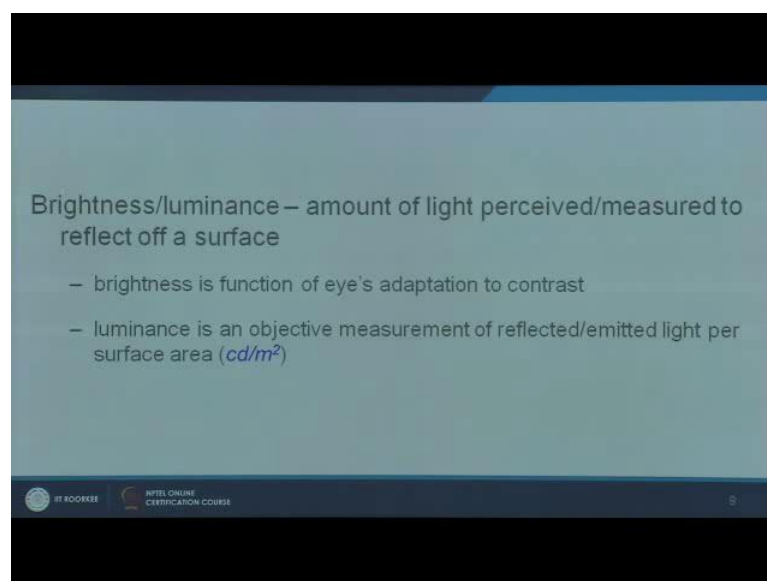 Brightness/luminance – amount of light perceived/measured to
reflect off a surface
– brightness is function of eye's adaptation to contrast
– luminance is an objective measurement of reflected/emitted light per
surface area (cd/m²)
IIT ROORKEE
NPTEL ONLINE
CERTIFICATION COURSE
9